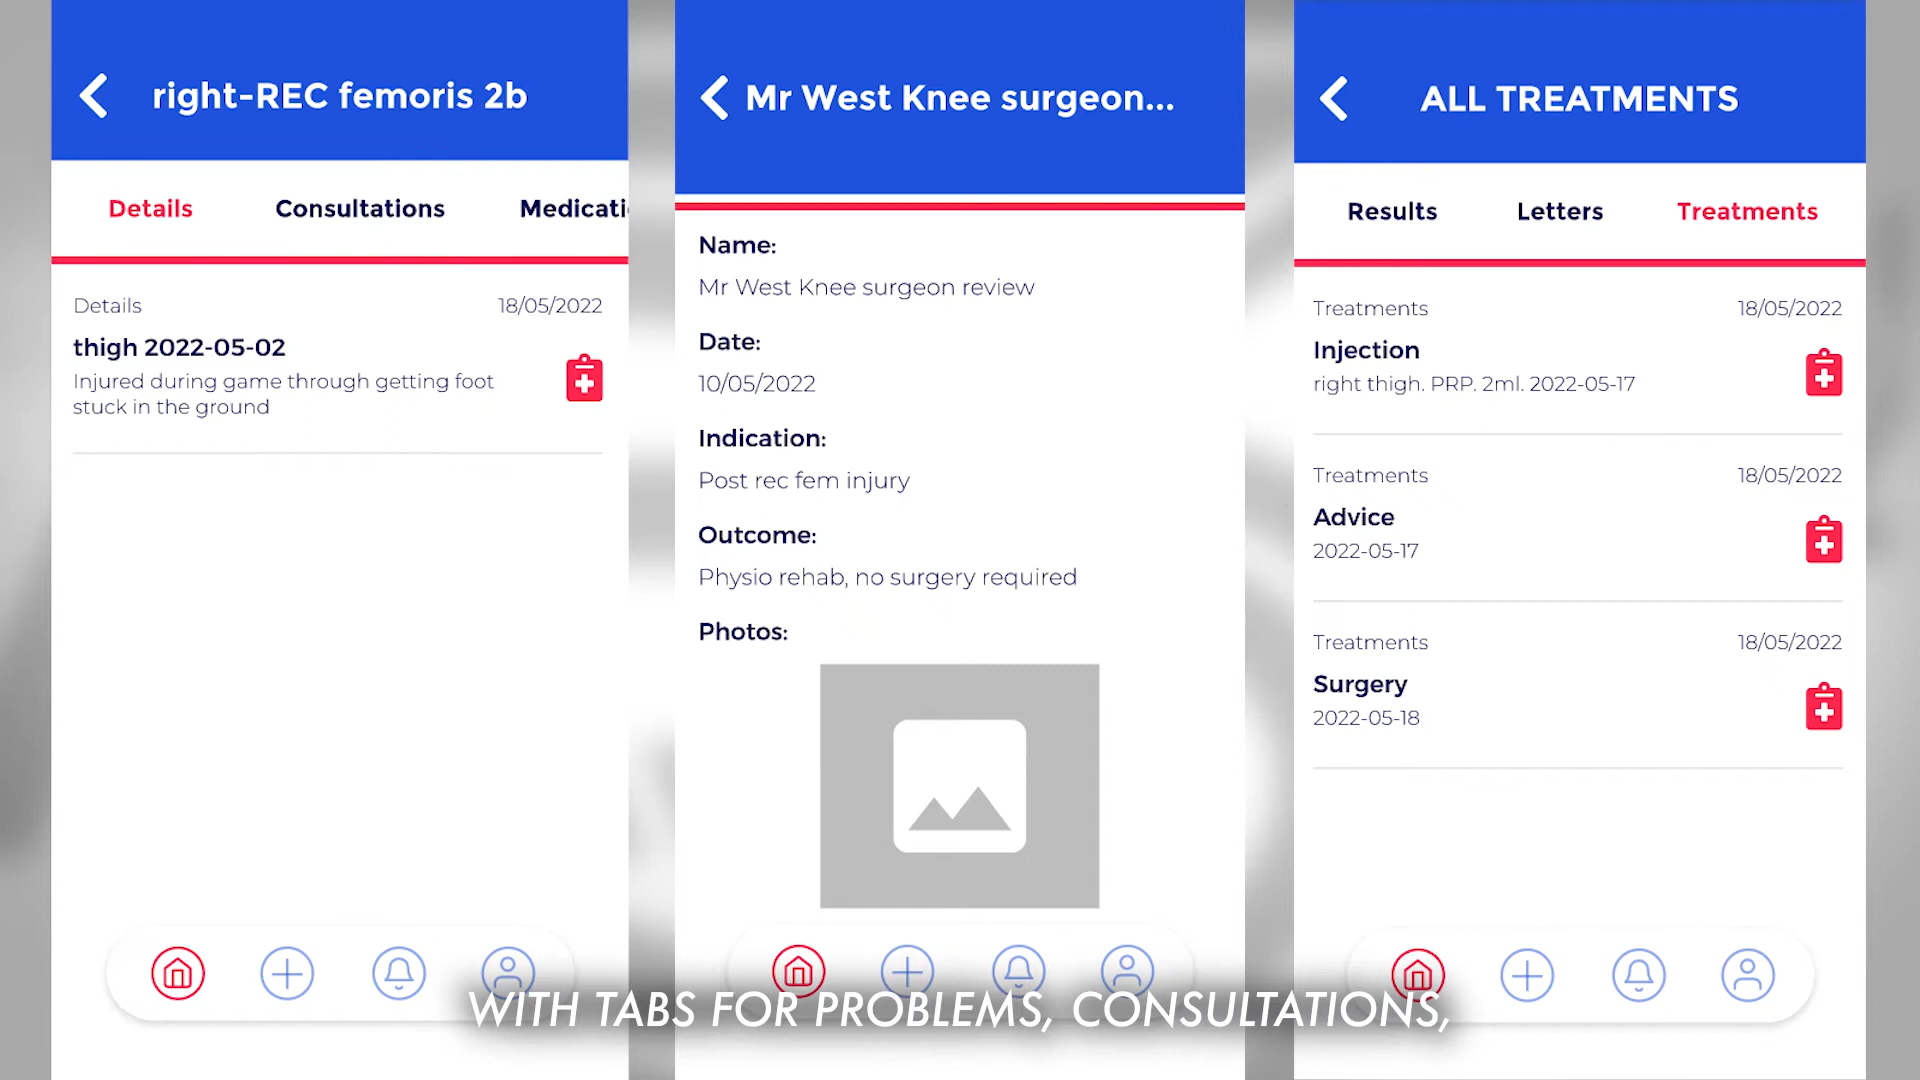 right-REC femoris 2b
Details Consultations Medicati
Details 18/05/2022
thigh 2022-05-02
Injured during game through getting foot
stuck in the ground
Mr West Knee surgeon...
Name:
Mr West Knee surgeon review
Date:
10/05/2022
Indication:
Post rec fem injury
Outcome:
Physio rehab, no surgery required
Photos:
ALL TREATMENTS
Results Letters Treatments
Treatments 18/05/2022
Injection
right thigh. PRP. 2ml. 2022-05-17
Treatments 18/05/2022
Advice
2022-05-17
Treatments 18/05/2022
Surgery
2022-05-18
WITH TABS FOR PROBLEMS, CONSULTATIONS,